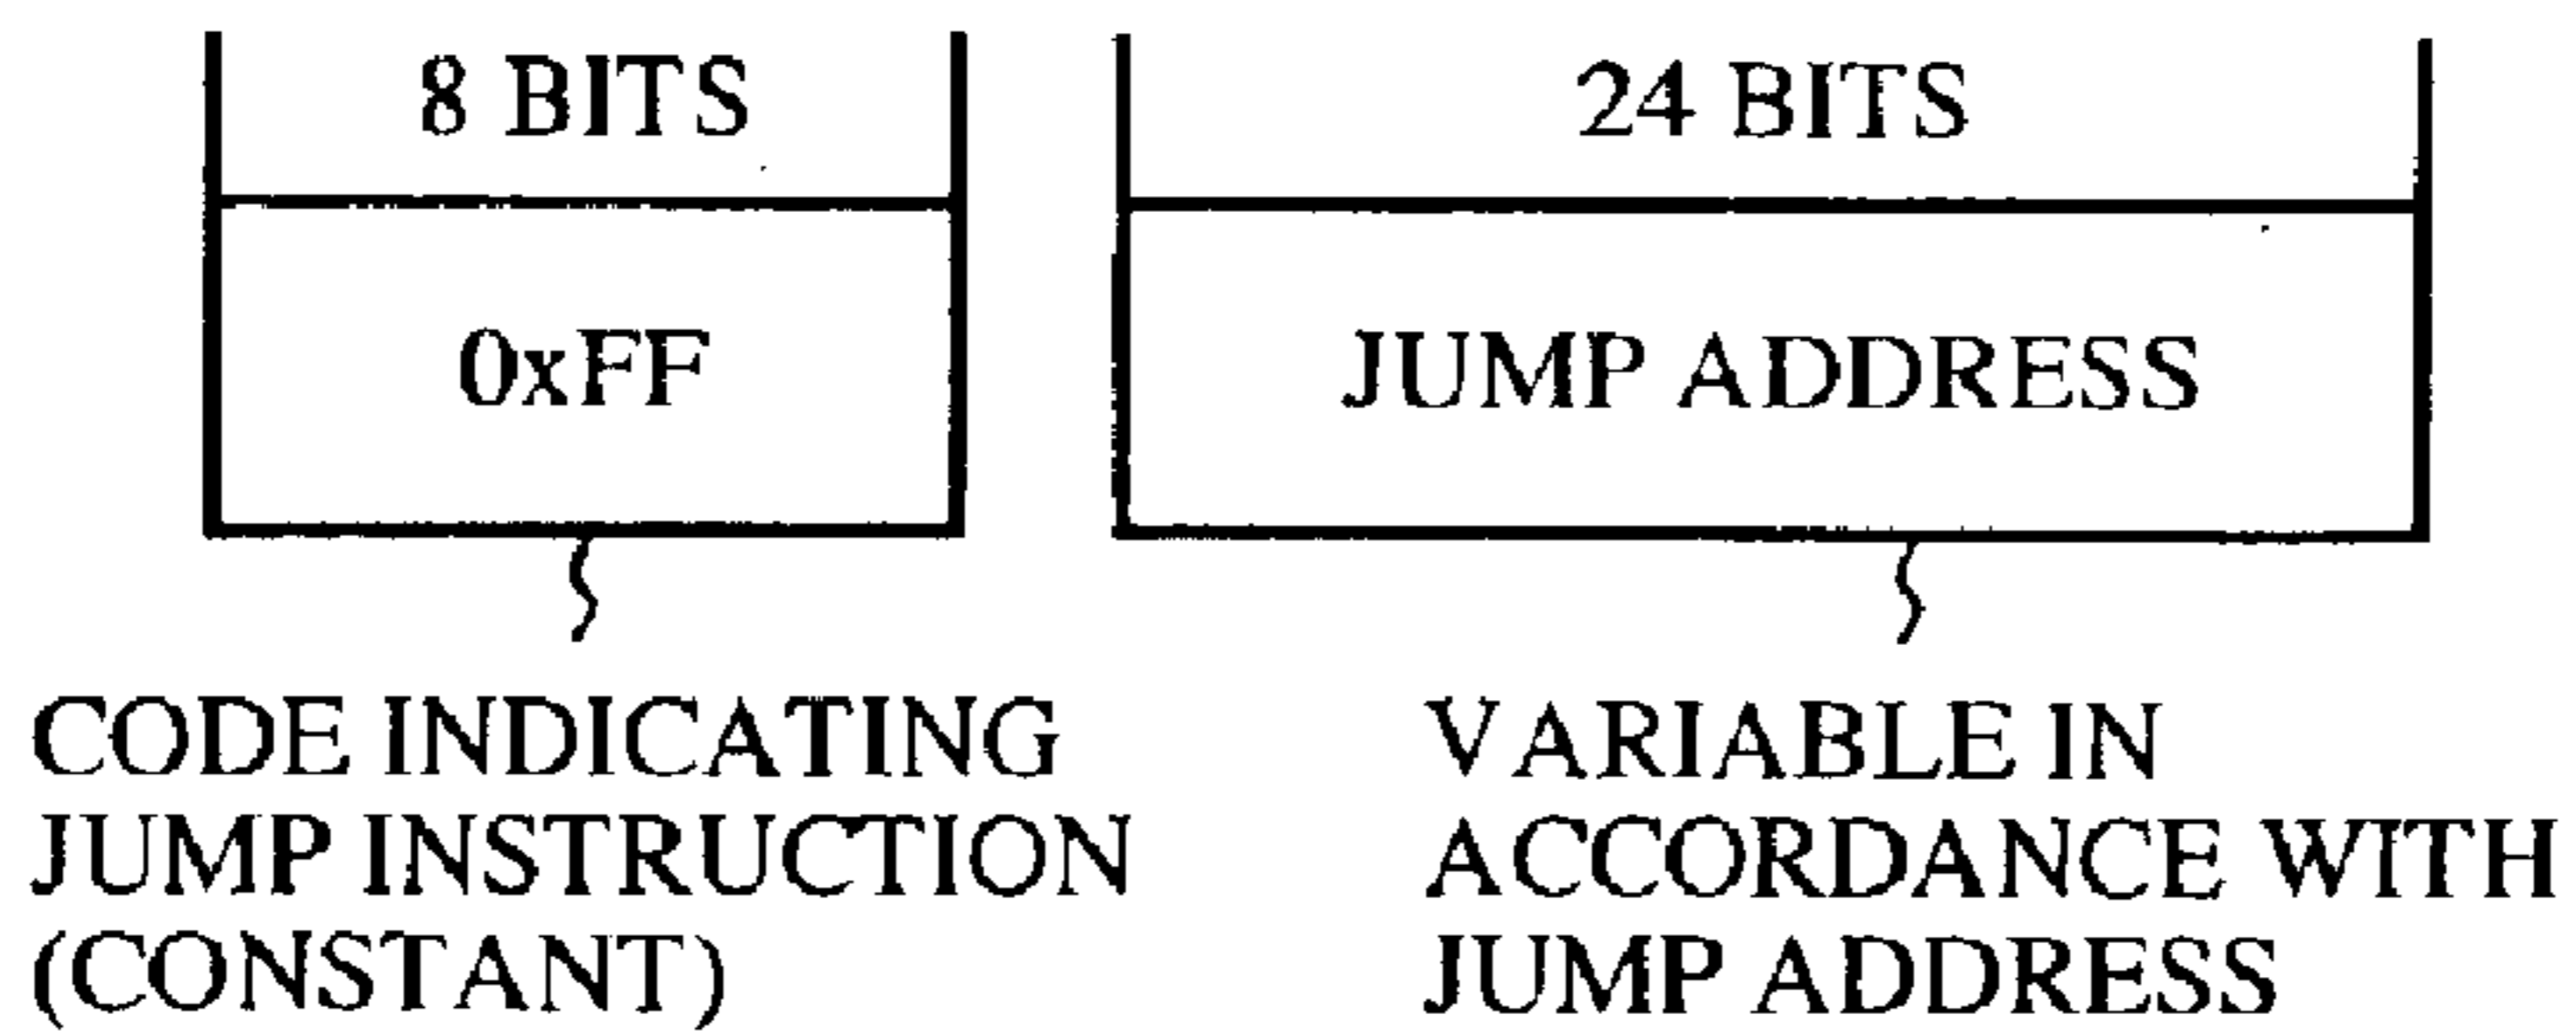 8 BITS
24 BITS
0xFF
JUMP ADDRESS
CODE INDICATING
JUMP INSTRUCTION
(CONSTANT)
VARIABLE IN
ACCORDANCE WITH
JUMP ADDRESS